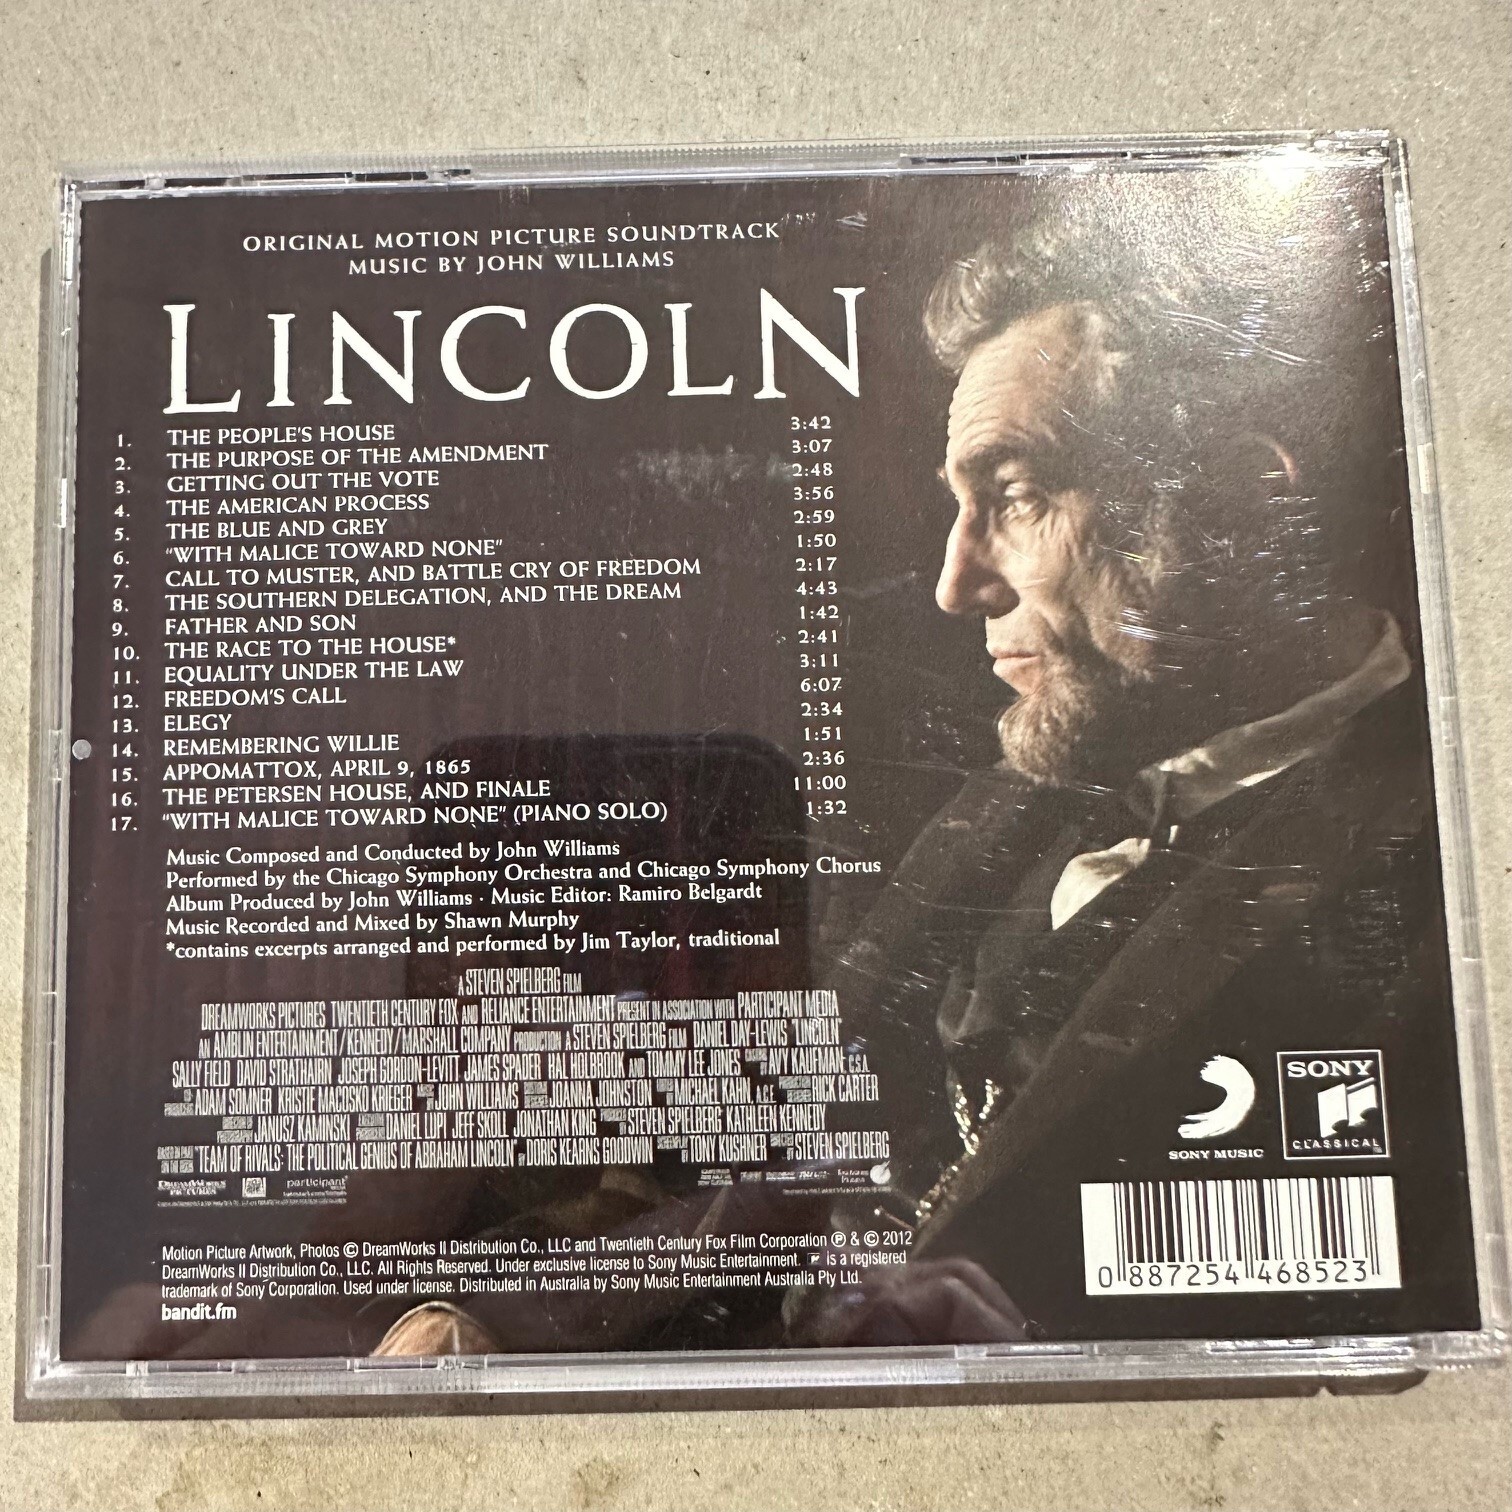 ORIGINAL MOTION PICTURE SOUNDTRACK
MUSIC BY JOHN WILLIAMS
LINCOLN
1. THE PEOPLE'S HOUSE 3:42
2. THE PURPOSE OF THE AMENDMENT 3:07
3. GETTING OUT THE VOTE 2:48
4. THE AMERICAN PROCESS 3:56
5. THE BLUE AND GREY 2:59
6. "WITH MALICE TOWARD NONE" 1:50
7. CALL TO MUSTER, AND BATTLE CRY OF FREEDOM 2:17
8. THE SOUTHERN DELEGATION, AND THE DREAM 4:43
9. FATHER AND SON 1:42
10. THE RACE TO THE HOUSE* 2:41
11. EQUALITY UNDER THE LAW 3:11
12. FREEDOM'S CALL 6:07
13. ELEGY 2:34
14. REMEMBERING WILLIE 1:51
15. APPOMATTOX, APRIL 9, 1865 2:36
16. THE PETERSEN HOUSE, AND FINALE 11:00
17. "WITH MALICE TOWARD NONE" (PIANO SOLO) 1:32
Music Composed and Conducted by John Williams
Performed by the Chicago Symphony Orchestra and Chicago Symphony Chorus
Album Produced by John Williams · Music Editor: Ramiro Belgardt
Music Recorded and Mixed by Shawn Murphy
*contains excerpts arranged and performed by Jim Taylor, traditional
A STEVEN SPIELBERG FILM
DREAMWORKS PICTURES TWENTIETH CENTURY FOX AND RELIANCE ENTERTAINMENT PRESENT IN ASSOCIATION WITH PARTICIPANT MEDIA
AN AMBLIN ENTERTAINMENT/KENNEDY/MARSHALL COMPANY PRODUCTION A STEVEN SPIELBERG FILM DANIEL DAY-LEWIS "LINCOLN"
SALLY FIELD DAVID STRATHAIRN JOSEPH GORDON-LEVITT JAMES SPADER HAL HOLBROOK AND TOMMY LEE JONES AVY KAUFMAN, C.S.A.
ADAM SOMNER KRISTIE MACOSKO KRIEGER JOHN WILLIAMS JOANNA JOHNSTON MICHAEL KAHN, A.C.E. RICK CARTER
JANUSZ KAMINSKI DANIEL LUPI JEFF SKOLL JONATHAN KING STEVEN SPIELBERG KATHLEEN KENNEDY
"TEAM OF RIVALS: THE POLITICAL GENIUS OF ABRAHAM LINCOLN" BY DORIS KEARNS GOODWIN BY TONY KUSHNER BY STEVEN SPIELBERG
DREAMWORKS PICTURES participant
Motion Picture Artwork, Photos © DreamWorks II Distribution Co., LLC and Twentieth Century Fox Film Corporation ℗ & © 2012
DreamWorks II Distribution Co., LLC. All Rights Reserved. Under exclusive license to Sony Music Entertainment. is a registered
trademark of Sony Corporation. Used under license. Distributed in Australia by Sony Music Entertainment Australia Pty Ltd.
bandit.fm
SONY MUSIC
SONY
CLASSICAL
0 887254 468523